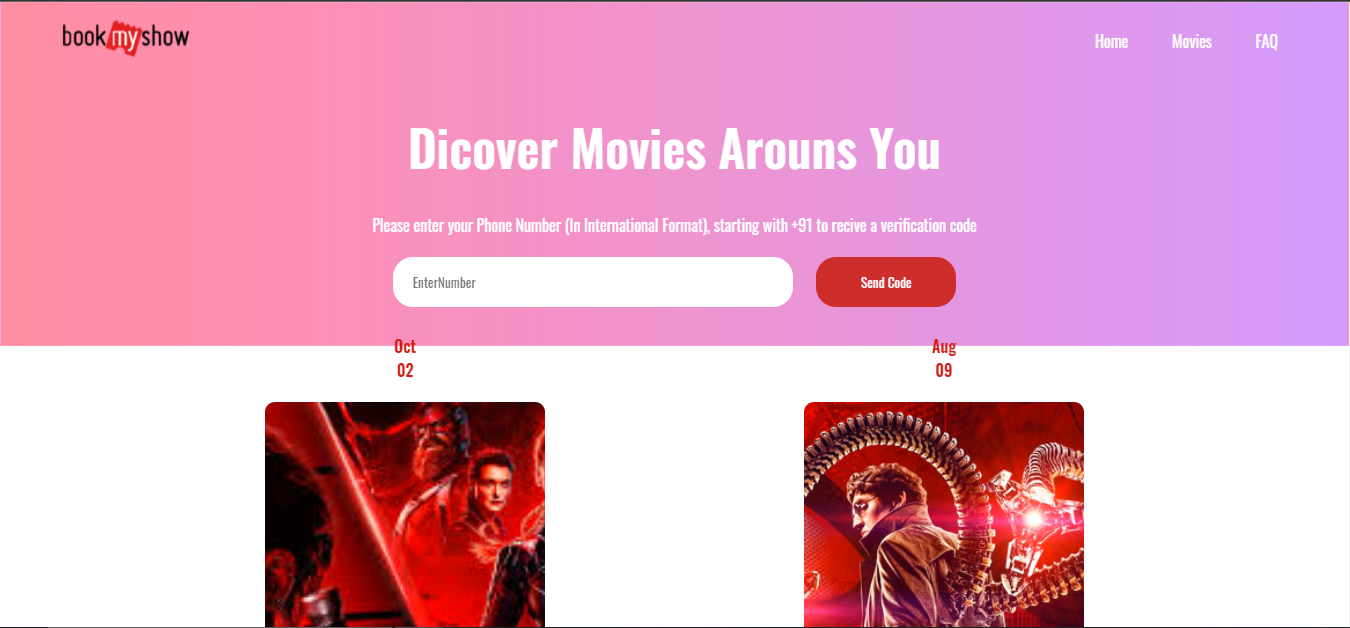 bookmyshow
Home Movies FAQ
Dicover Movies Arouns You
Please enter your Phone Number (In International Format), starting with +91 to recive a verification code
EnterNumber Send Code
Oct Aug
02 09